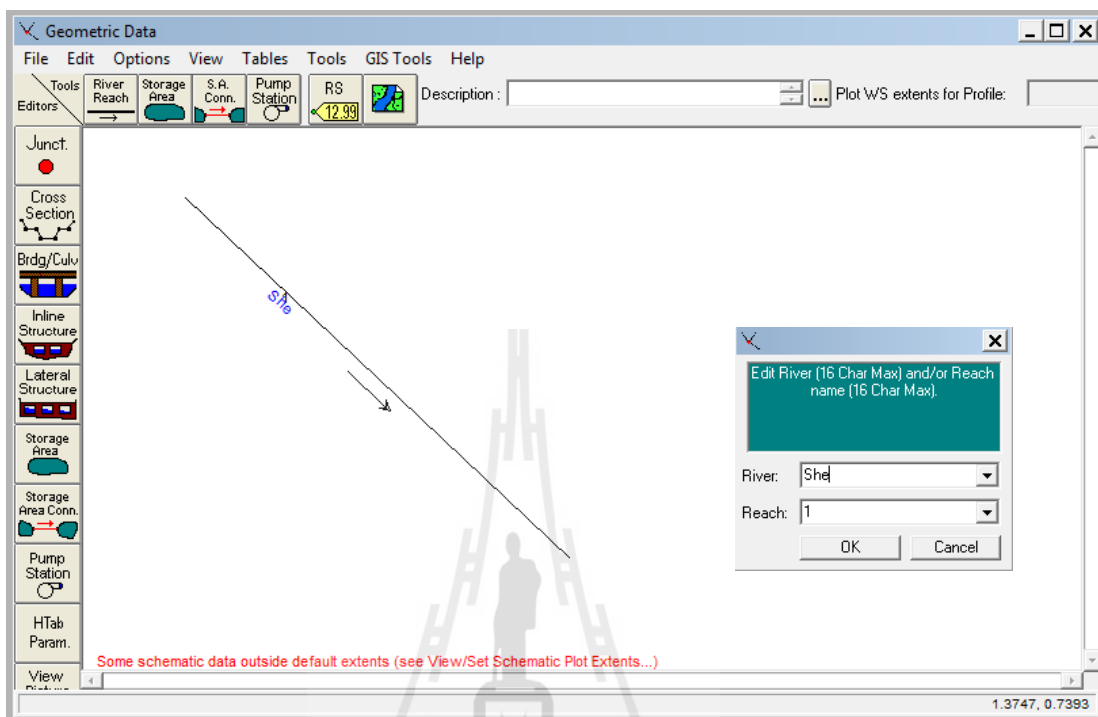 Geometric Data
File Edit Options View Tables Tools GIS Tools Help
Tools
Editors
River
Reach
Storage
Area
S.A.
Conn.
Pump
Station
RS
12.99
Description :
...
Plot WS extents for Profile:
Junct.
Cross
Section
Brdg/Culv
Inline
Structure
Lateral
Structure
Storage
Area
Storage
Area Conn.
Pump
Station
HTab
Param.
View
She
Edit River (16 Char Max) and/or Reach
name (16 Char Max).
River: She
Reach: 1
OK Cancel
Some schematic data outside default extents (see View/Set Schematic Plot Extents...)
1.3747, 0.7393